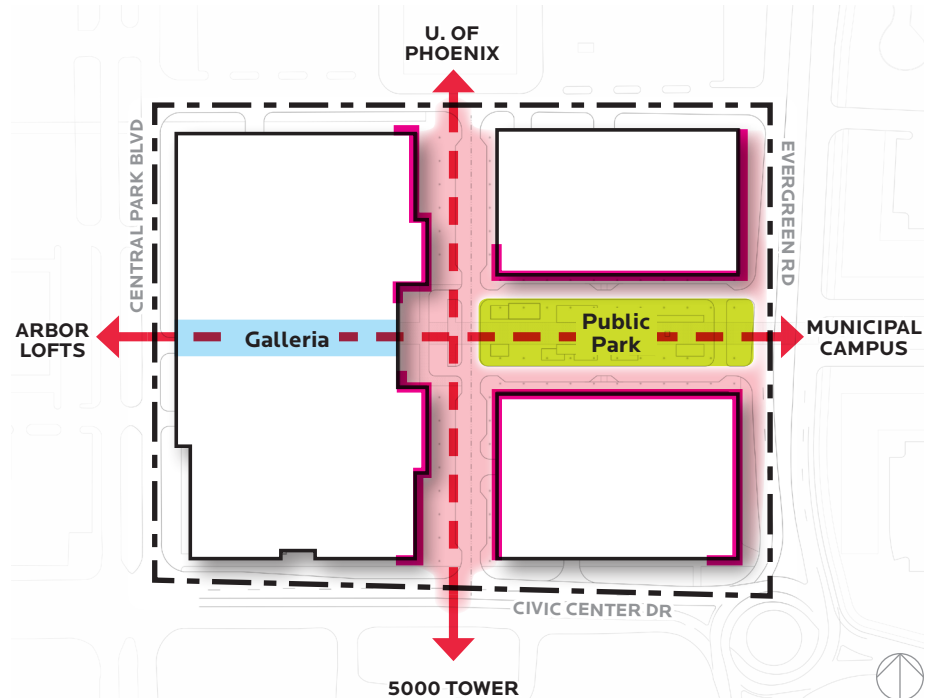 U. OF
PHOENIX
CENTRAL PARK BLVD
EVERGREEN RD
ARBOR
LOFTS
Galleria
Public
Park
MUNICIPAL
CAMPUS
CIVIC CENTER DR
5000 TOWER